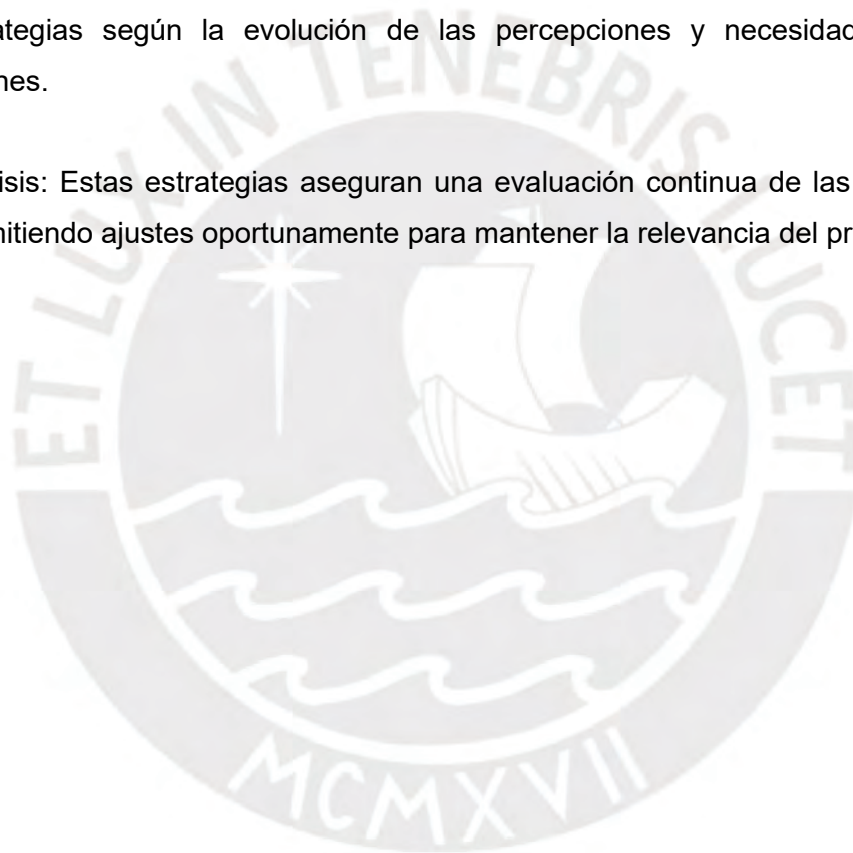 ategias según la evolución de las percepciones y necesidad
nes.
isis: Estas estrategias aseguran una evaluación continua de las
nitiendo ajustes oportunamente para mantener la relevancia del pr
ET LUX IN TENEBRIS LUCET
MCMXVII